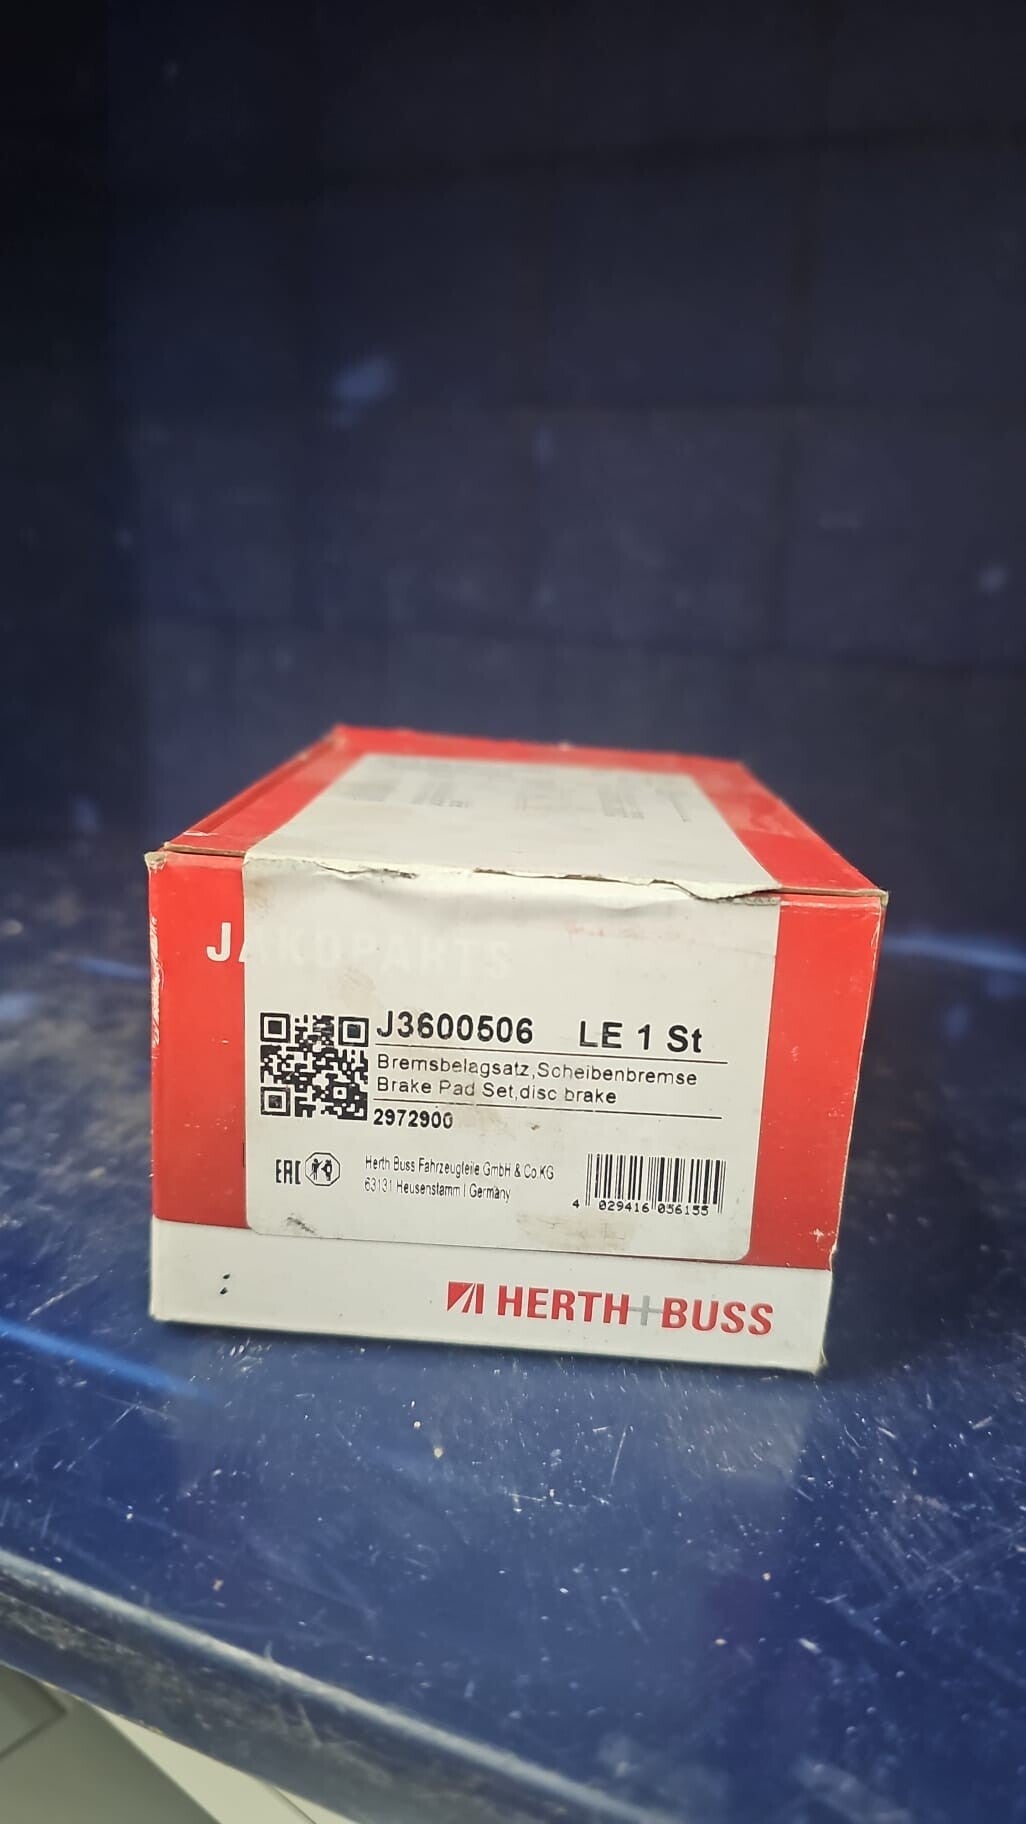 JAKOPARTS
J3600506 LE 1 St
Bremsbelagsatz,Scheibenbremse
Brake Pad Set,disc brake
2972900
EAC
Herth Buss Fahrzeugteile GmbH & Co.KG
63131 Heusenstamm | Germany
4 029416 056155
HERTH+BUSS